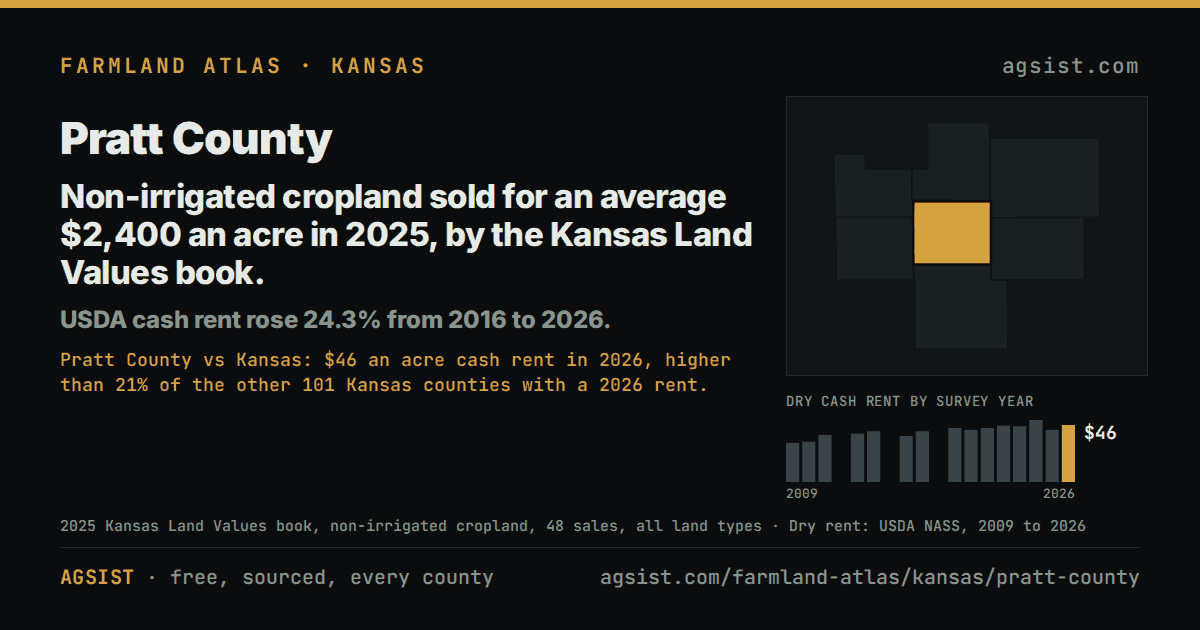 FARMLAND ATLAS · KANSAS
agsist.com
Pratt County
Non-irrigated cropland sold for an average
$2,400 an acre in 2025, by the Kansas Land
Values book.
USDA cash rent rose 24.3% from 2016 to 2026.
Pratt County vs Kansas: $46 an acre cash rent in 2026, higher
than 21% of the other 101 Kansas counties with a 2026 rent.
DRY CASH RENT BY SURVEY YEAR
$46
2009
2026
2025 Kansas Land Values book, non-irrigated cropland, 48 sales, all land types · Dry rent: USDA NASS, 2009 to 2026
AGSIST · free, sourced, every county
agsist.com/farmland-atlas/kansas/pratt-county